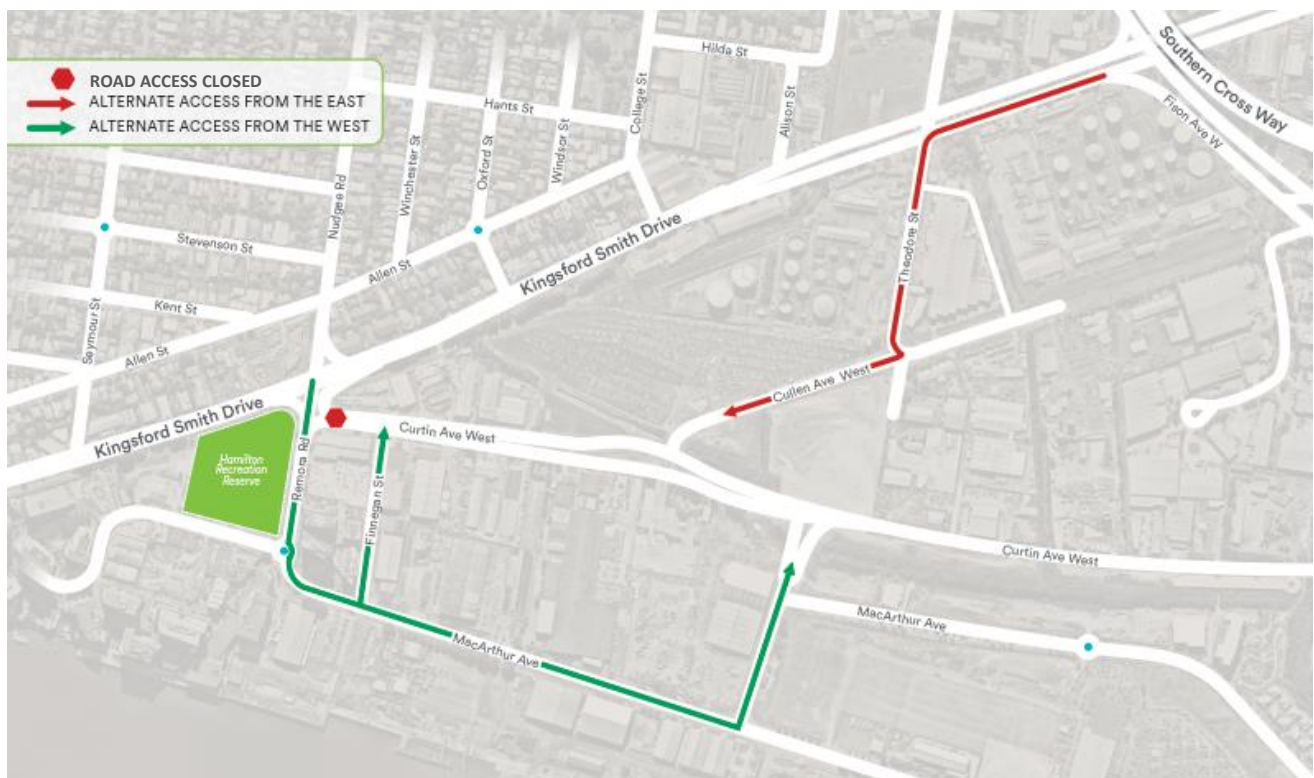 ROAD ACCESS CLOSED
ALTERNATE ACCESS FROM THE EAST
ALTERNATE ACCESS FROM THE WEST
Hilda St
Southern Cross Way
Hants St
College St
Alison St
Fison Ave W
Winchester St
Oxford St
Windsor St
Nudgee Rd
Stevenson St
Allen St
Kingsford Smith Drive
Theodore St
Kent St
Seymour St
Allen St
Cullen Ave West
Kingsford Smith Drive
Curtin Ave West
Hamilton
Recreation
Reserve
Remora Rd
Finnegan St
Curtin Ave West
MacArthur Ave
MacArthur Ave